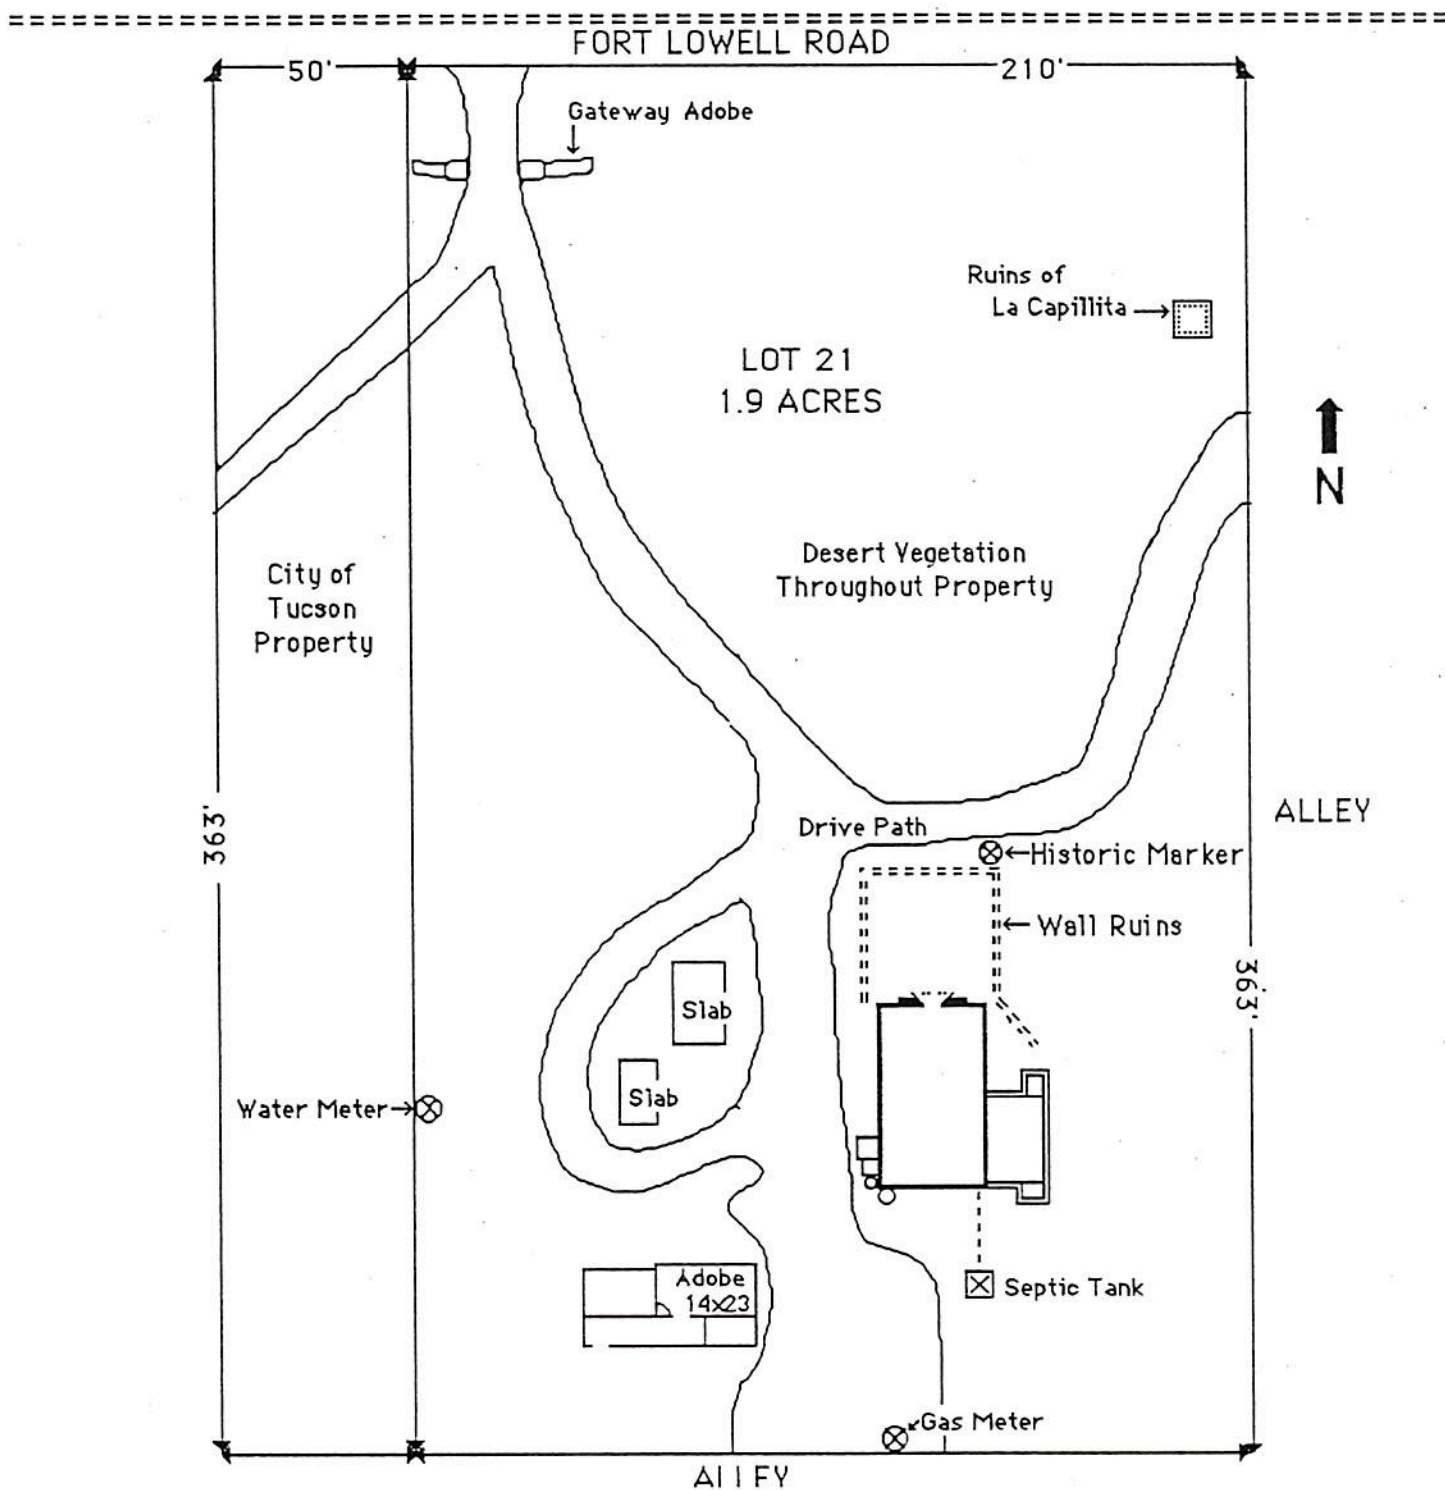 FORT LOWELL ROAD
50'
210'
Gateway Adobe
Ruins of
La Capillita
LOT 21
1.9 ACRES
N
Desert Vegetation
Throughout Property
City of
Tucson
Property
363'
ALLEY
Drive Path
Historic Marker
Wall Ruins
363'
Slab
Slab
Water Meter
Adobe
14x23
Septic Tank
Gas Meter
ALLEY